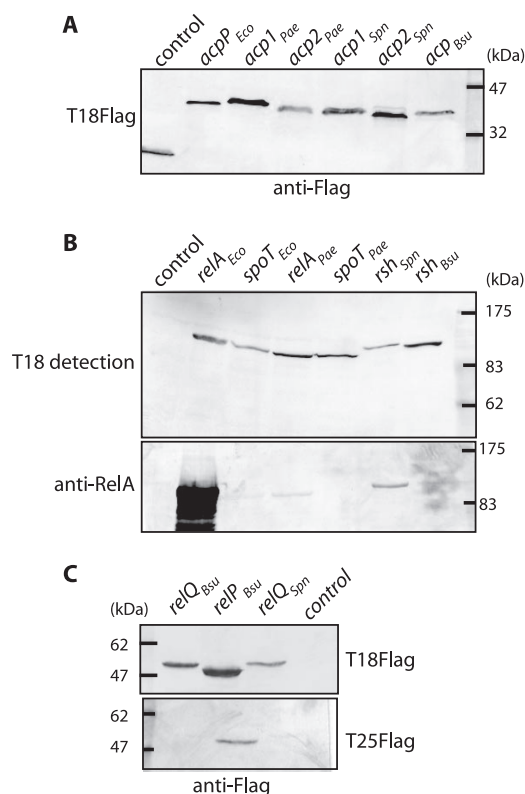 A
control acpP Eco acp1 Pae acp2 Pae acp1 Spn acp2 Spn acp Bsu (kDa)
T18Flag
47
32
anti-Flag
B
control relA Eco spoT Eco relA Pae spoT Pae rsh Spn rsh Bsu (kDa)
T18 detection
175
83
62
anti-RelA
175
83
C
(kDa) relQ Bsu relP Bsu relQ Spn control
62
47
T18Flag
62
47
T25Flag
anti-Flag